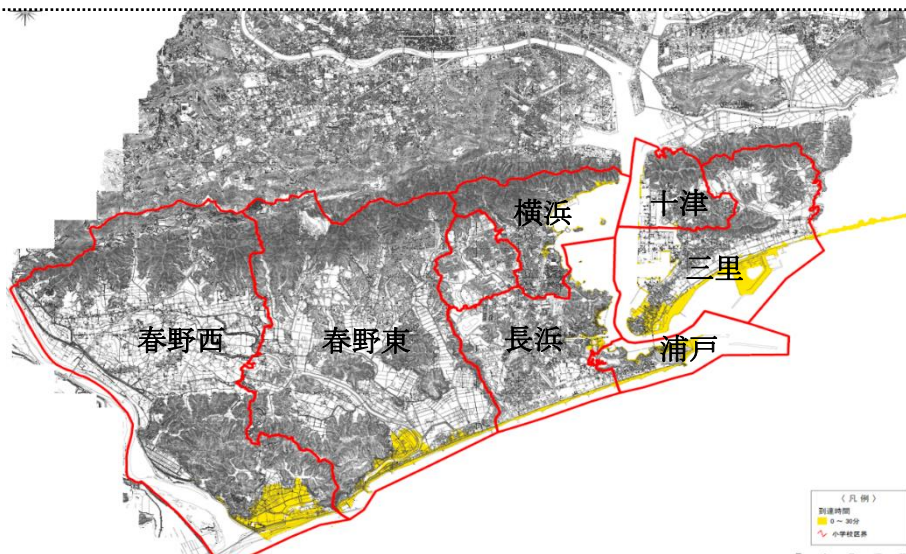 横浜
十津
三里
春野西
春野東
長浜
浦戸
（凡例）
到達時間
0～30分
小学校区界